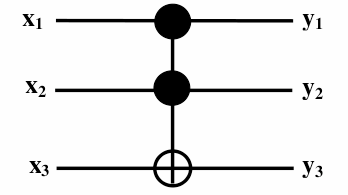 x₁ y₁
x₂ y₂
x₃ y₃